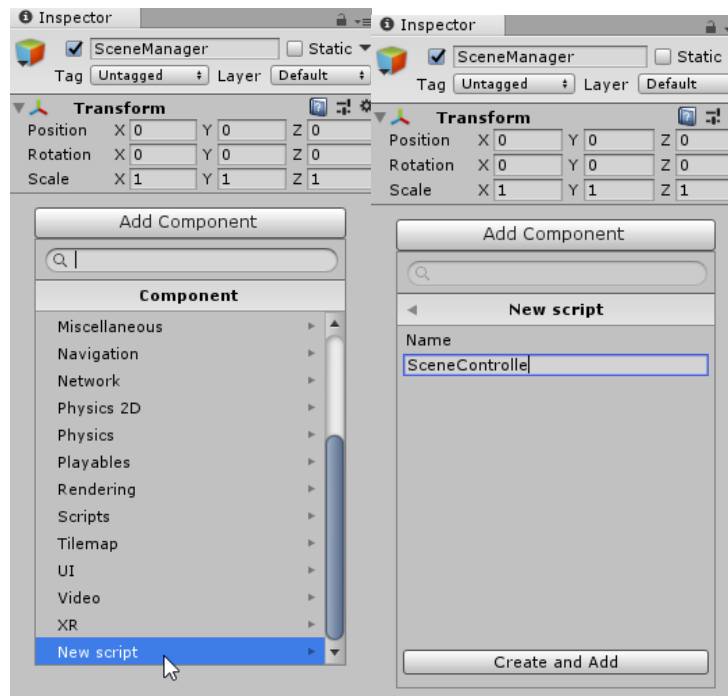 Inspector
SceneManager Static
Tag Untagged Layer Default
Transform
Position X 0 Y 0 Z 0
Rotation X 0 Y 0 Z 0
Scale X 1 Y 1 Z 1
Add Component
Component
Miscellaneous
Navigation
Network
Physics 2D
Physics
Playables
Rendering
Scripts
Tilemap
UI
Video
XR
New script
Inspector
SceneManager Static
Tag Untagged Layer Default
Transform
Position X 0 Y 0 Z 0
Rotation X 0 Y 0 Z 0
Scale X 1 Y 1 Z 1
Add Component
New script
Name
SceneControlle
Create and Add